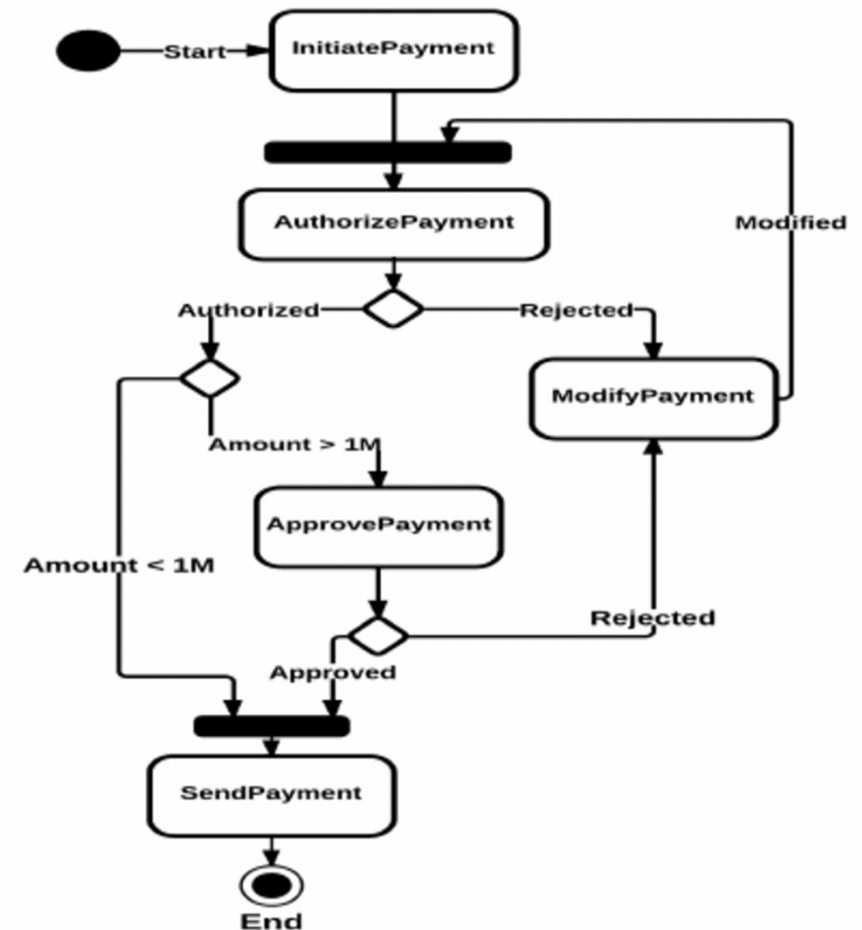 Start
InitiatePayment
AuthorizePayment
Modified
Authorized
Rejected
ModifyPayment
Amount > 1M
ApprovePayment
Amount < 1M
Rejected
Approved
SendPayment
End